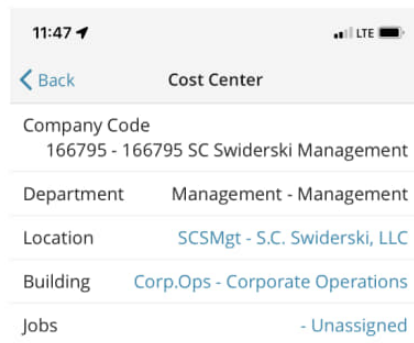 11:47 LTE
Back Cost Center
Company Code
166795 - 166795 SC Swiderski Management
Department Management - Management
Location SCSMgt - S.C. Swiderski, LLC
Building Corp.Ops - Corporate Operations
Jobs - Unassigned